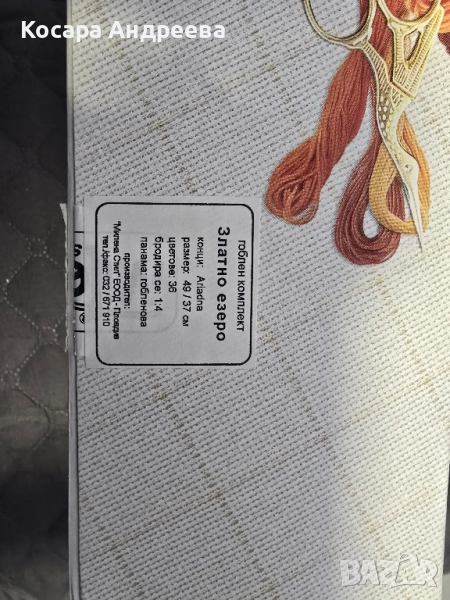 Косара Андреева
гоблен комплект
Златно езеро
конци: Ariadna
размер: 49 / 37 см
цветове: 36
бродира се: 1:4
панама: гобленова
производител:
"Милена Стил" ЕООД - Пловдив
тел./факс: 032 / 671 910
BAZAR